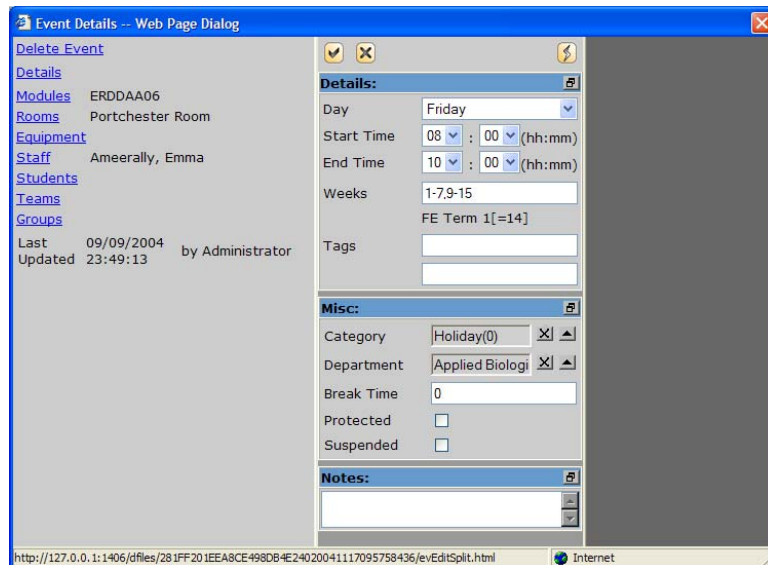 Event Details -- Web Page Dialog
Delete Event
Details
Modules ERDDAA06
Rooms Portchester Room
Equipment
Staff Ameerally, Emma
Students
Teams
Groups
Last Updated 09/09/2004 23:49:13 by Administrator
Details:
Day Friday
Start Time 08 : 00 (hh:mm)
End Time 10 : 00 (hh:mm)
Weeks 1-7,9-15
FE Term 1[=14]
Tags
Misc:
Category Holiday(0)
Department Applied Biologi
Break Time 0
Protected
Suspended
Notes:
http://127.0.0.1:1406/dfiles/281FF201EEA8CE498DB4E24020041117095758436/evEditSplit.html Internet